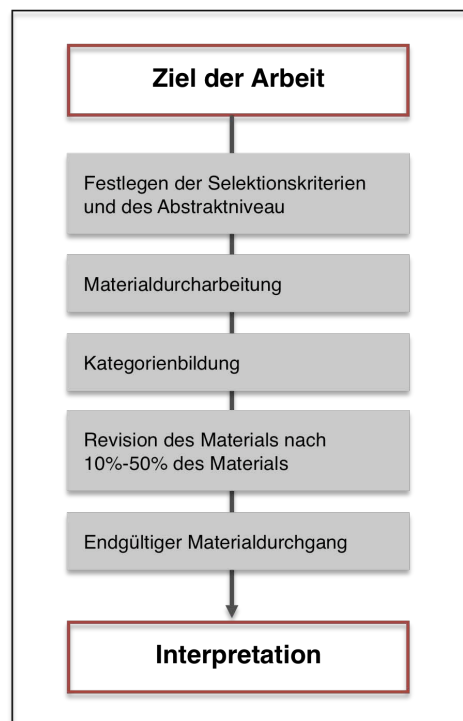 Ziel der Arbeit
Festlegen der Selektionskriterien
und des Abstraktniveau
Materialdurcharbeitung
Kategorienbildung
Revision des Materials nach
10%-50% des Materials
Endgültiger Materialdurchgang
Interpretation